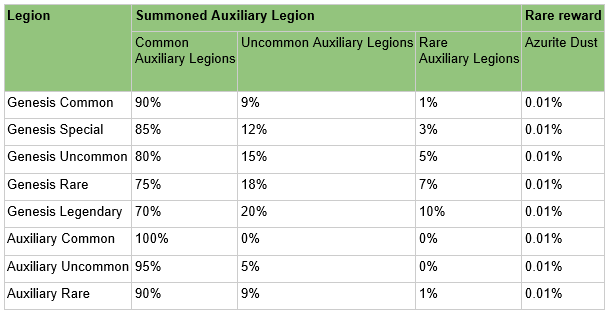 Legion Summoned Auxiliary Legion Rare reward
Common Uncommon Auxiliary Legions Rare Azurite Dust
Auxiliary Legions Auxiliary Legions
Genesis Common 90% 9% 1% 0.01%
Genesis Special 85% 12% 3% 0.01%
Genesis Uncommon 80% 15% 5% 0.01%
Genesis Rare 75% 18% 7% 0.01%
Genesis Legendary 70% 20% 10% 0.01%
Auxiliary Common 100% 0% 0% 0.01%
Auxiliary Uncommon 95% 5% 0% 0.01%
Auxiliary Rare 90% 9% 1% 0.01%